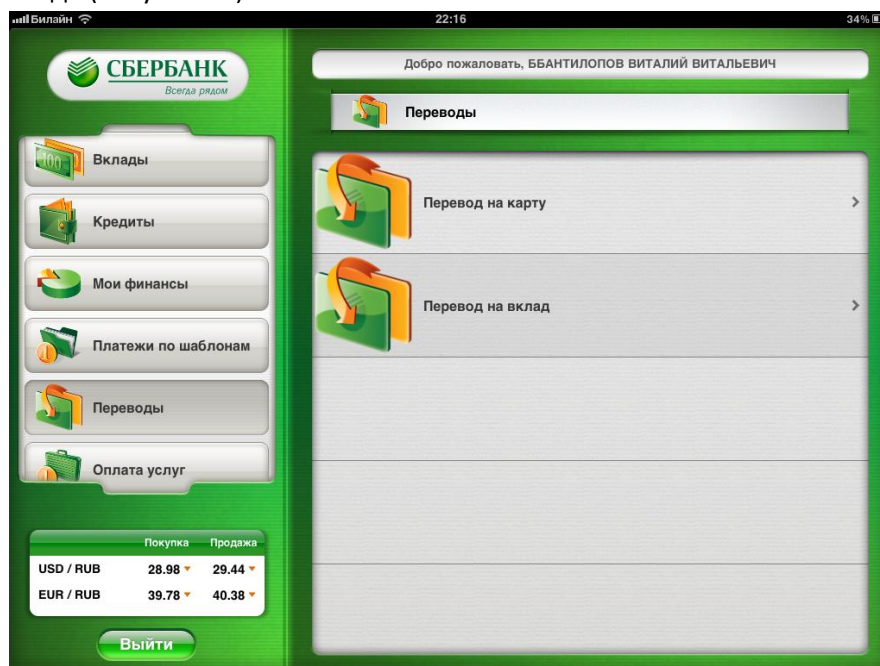 Билайн
22:16
34%
СБЕРБАНК
Всегда рядом
Вклады
Кредиты
Мои финансы
Платежи по шаблонам
Переводы
Оплата услуг
Покупка Продажа
USD / RUB 28.98 29.44
EUR / RUB 39.78 40.38
Выйти
Добро пожаловать, ББАНТИЛОПОВ ВИТАЛИЙ ВИТАЛЬЕВИЧ
Переводы
Перевод на карту
Перевод на вклад